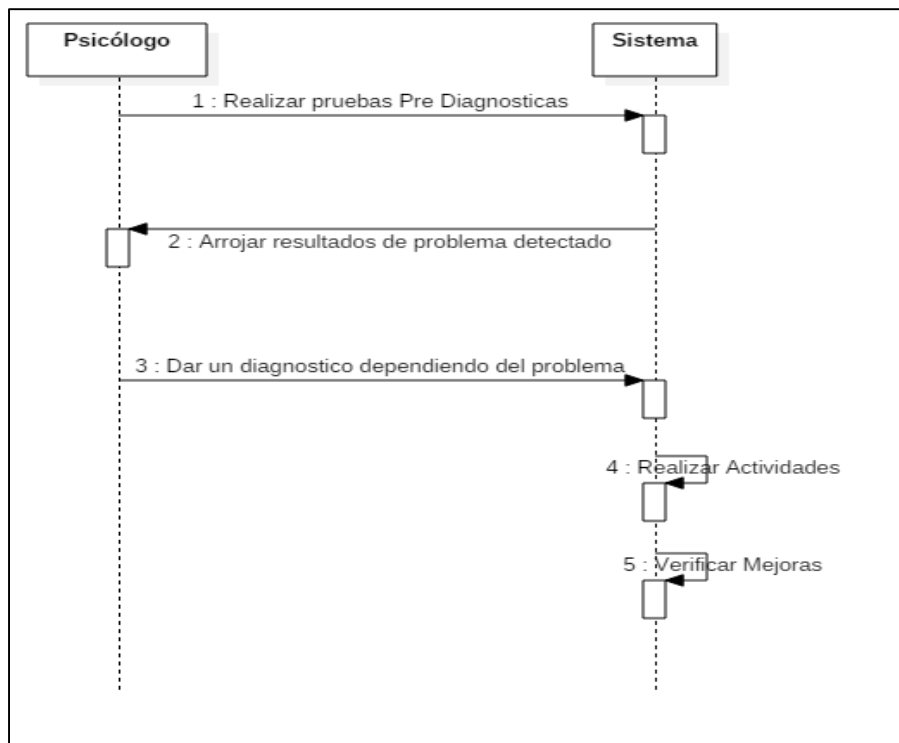 Psicólogo
Sistema
1 : Realizar pruebas Pre Diagnosticas
2 : Arrojar resultados de problema detectado
3 : Dar un diagnostico dependiendo del problema
4 : Realizar Actividades
5 : Verificar Mejoras